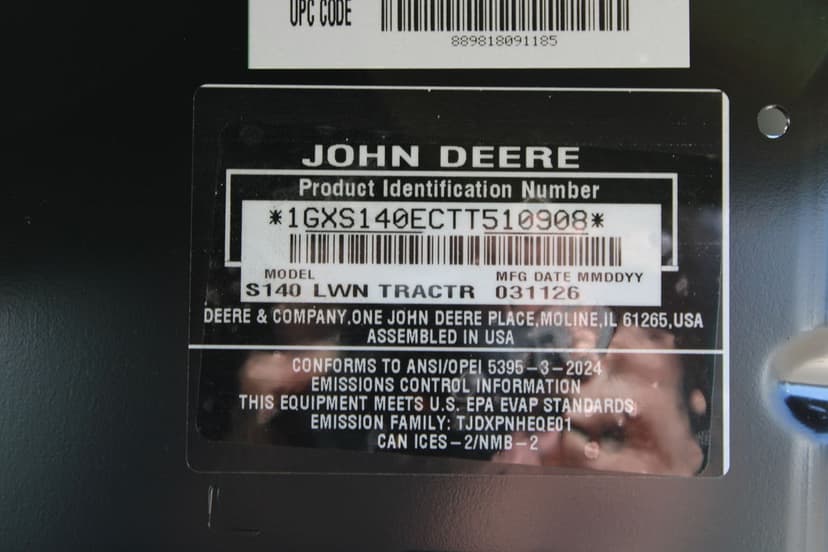 UPC CODE
889818091185
JOHN DEERE
Product Identification Number
*1GXS140ECTT510908*
MODEL MFG DATE MMDDYY
S140 LWN TRACTR 031126
DEERE & COMPANY,ONE JOHN DEERE PLACE,MOLINE,IL 61265,USA
ASSEMBLED IN USA
CONFORMS TO ANSI/OPEI 5395-3-2024
EMISSIONS CONTROL INFORMATION
THIS EQUIPMENT MEETS U.S. EPA EVAP STANDARDS
EMISSION FAMILY: TJDXPNHEQE01
CAN ICES-2/NMB-2